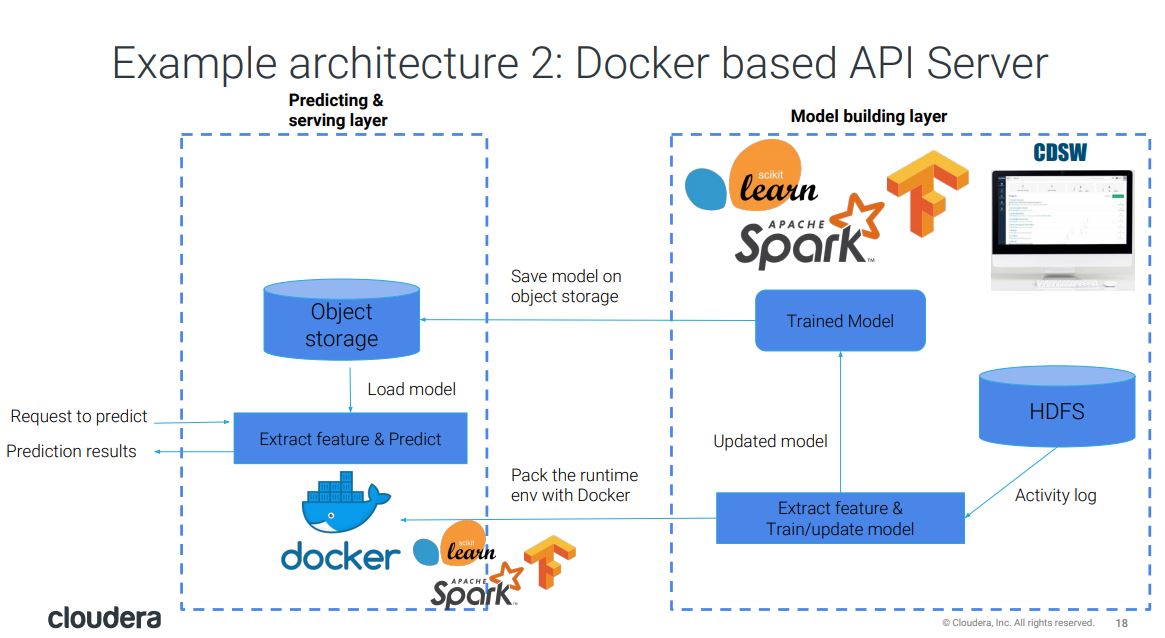 Example architecture 2: Docker based API Server
Predicting &
serving layer
Model building layer
scikit
learn
APACHE
Spark™
CDSW
Save model on
object storage
Object
storage
Trained Model
Load model
HDFS
Request to predict
Extract feature & Predict
Prediction results
Updated model
Pack the runtime
env with Docker
Activity log
Extract feature &
Train/update model
docker
scikit
learn
APACHE
Spark™
cloudera
© Cloudera, Inc. All rights reserved. 18